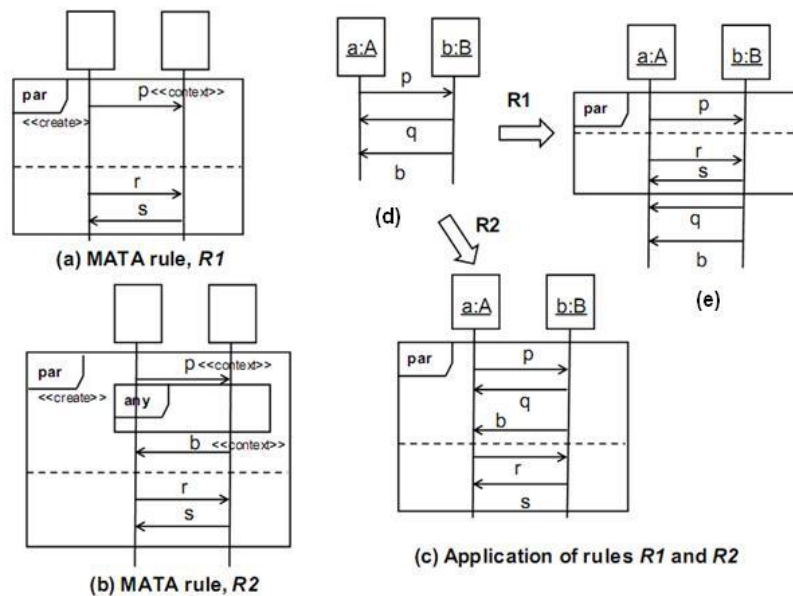 par
p<<context>>
<<create>>
r
s
(a) MATA rule, R1
a:A
b:B
p
q
b
(d)
R1
R2
a:A
b:B
par
p
r
s
q
b
(e)
par
p<<context>>
<<create>>
any
b<<context>>
r
s
(b) MATA rule, R2
a:A
b:B
par
p
q
b
r
s
(c) Application of rules R1 and R2